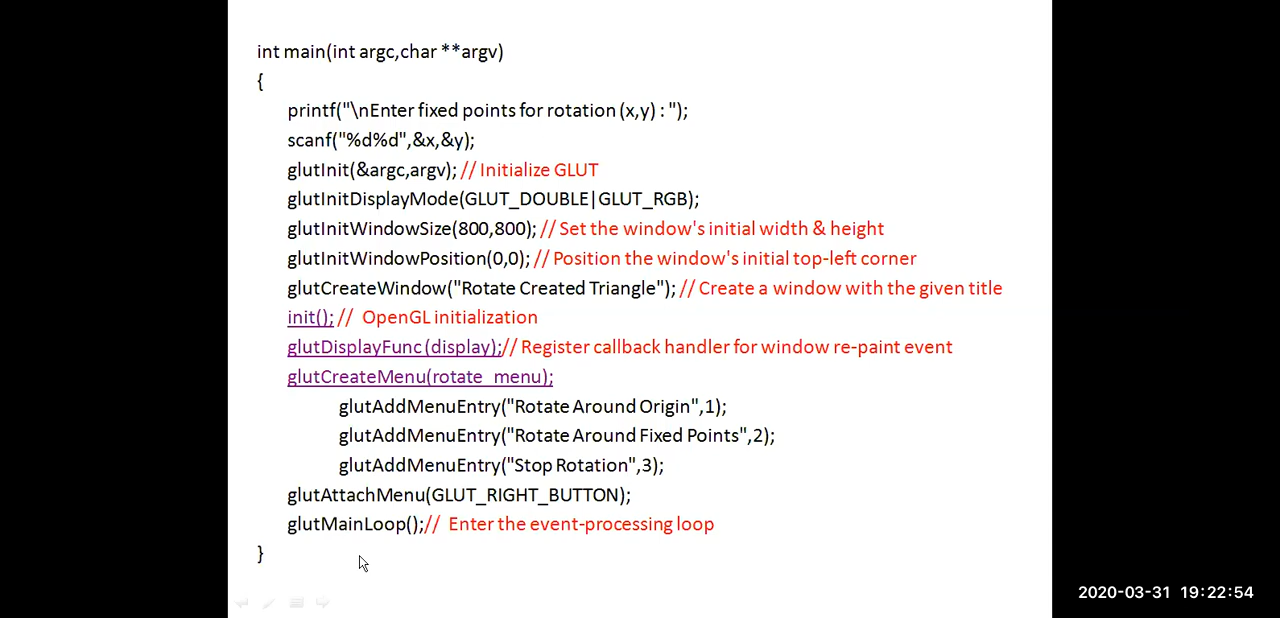 int main(int argc,char **argv)
{
printf("\nEnter fixed points for rotation (x,y) : ");
scanf("%d%d",&x,&y);
glutInit(&argc,argv); // Initialize GLUT
glutInitDisplayMode(GLUT_DOUBLE|GLUT_RGB);
glutInitWindowSize(800,800); // Set the window's initial width & height
glutInitWindowPosition(0,0); // Position the window's initial top-left corner
glutCreateWindow("Rotate Created Triangle"); // Create a window with the given title
init(); // OpenGL initialization
glutDisplayFunc(display);// Register callback handler for window re-paint event
glutCreateMenu(rotate_menu);
glutAddMenuEntry("Rotate Around Origin",1);
glutAddMenuEntry("Rotate Around Fixed Points",2);
glutAddMenuEntry("Stop Rotation",3);
glutAttachMenu(GLUT_RIGHT_BUTTON);
glutMainLoop();// Enter the event-processing loop
}
2020-03-31 19:22:54